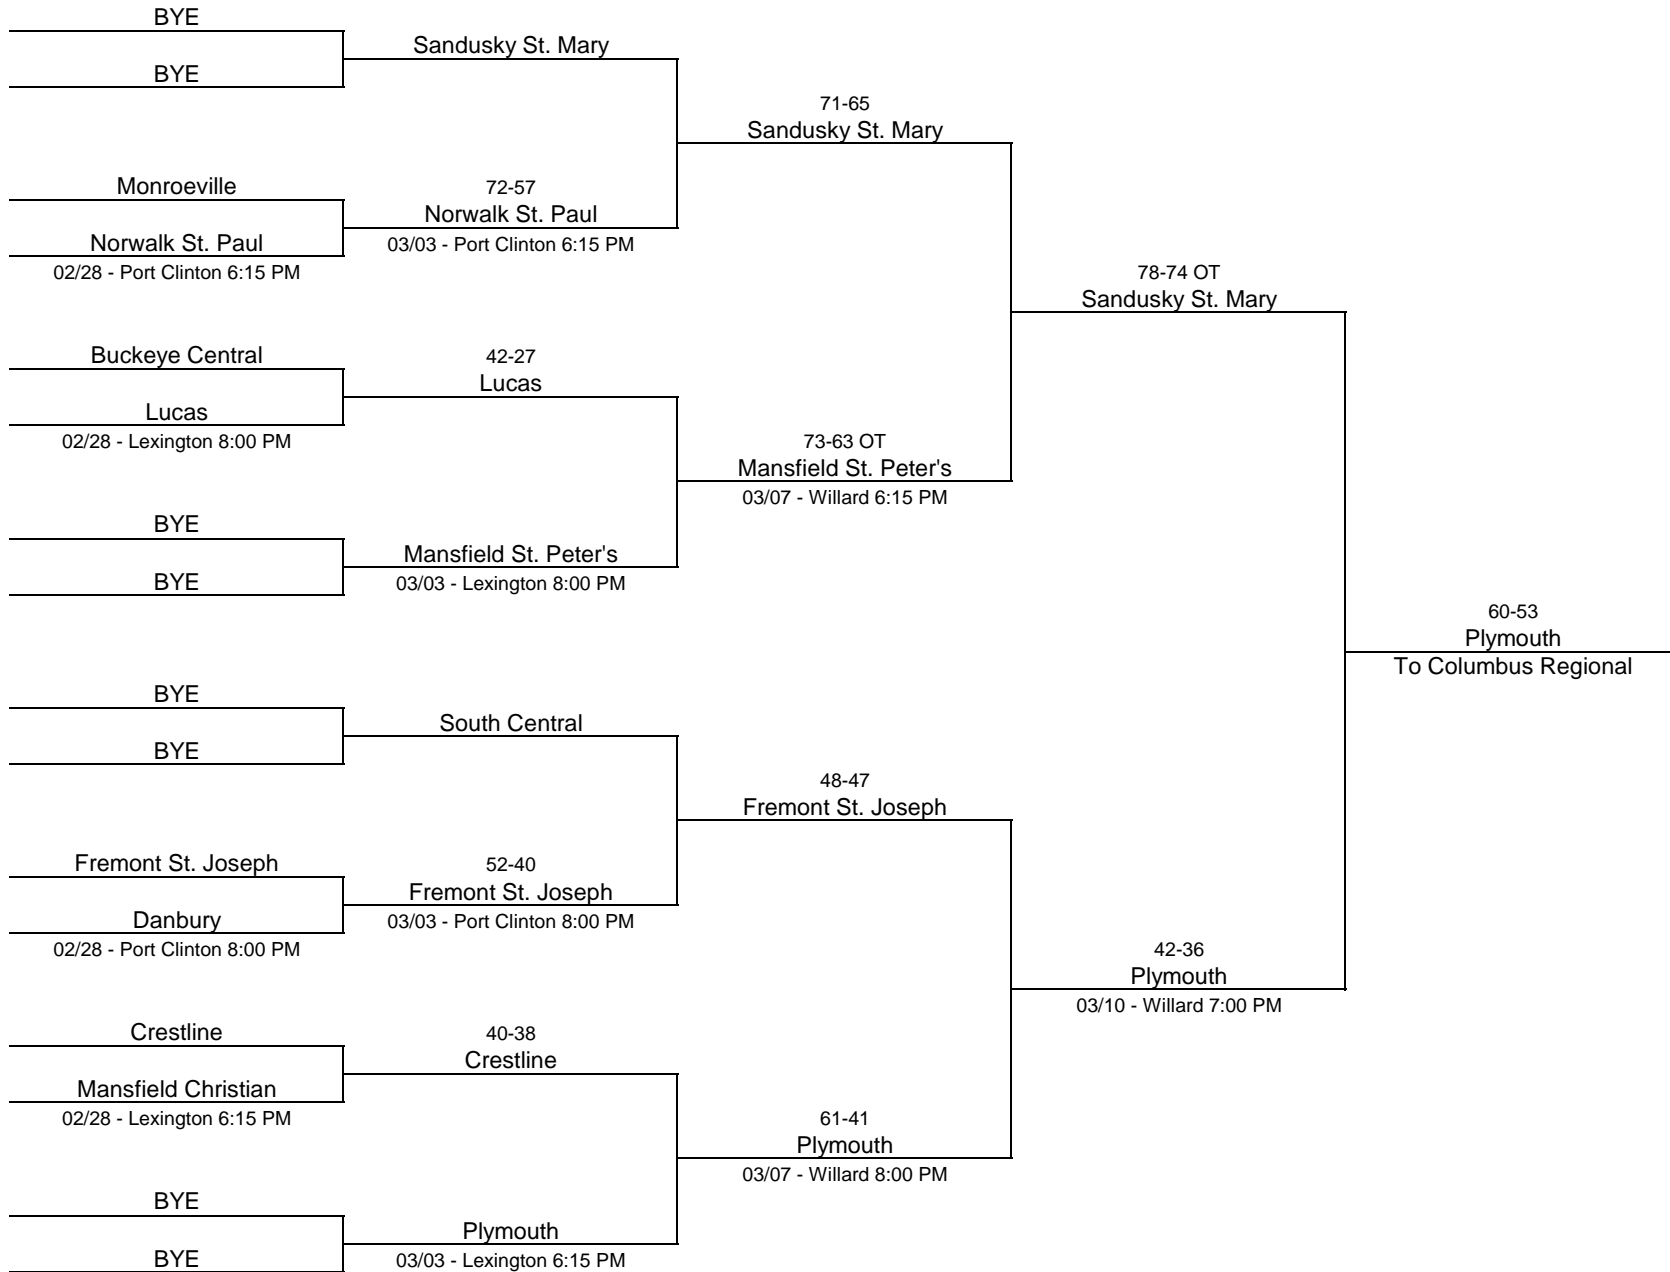 BYE
BYE
Sandusky St. Mary
Monroeville
Norwalk St. Paul
02/28 - Port Clinton 6:15 PM
72-57
Norwalk St. Paul
03/03 - Port Clinton 6:15 PM
71-65
Sandusky St. Mary
Buckeye Central
Lucas
02/28 - Lexington 8:00 PM
42-27
Lucas
BYE
BYE
Mansfield St. Peter's
03/03 - Lexington 8:00 PM
73-63 OT
Mansfield St. Peter's
03/07 - Willard 6:15 PM
78-74 OT
Sandusky St. Mary
BYE
BYE
South Central
Fremont St. Joseph
Danbury
02/28 - Port Clinton 8:00 PM
52-40
Fremont St. Joseph
03/03 - Port Clinton 8:00 PM
48-47
Fremont St. Joseph
Crestline
Mansfield Christian
02/28 - Lexington 6:15 PM
40-38
Crestline
BYE
BYE
Plymouth
03/03 - Lexington 6:15 PM
61-41
Plymouth
03/07 - Willard 8:00 PM
42-36
Plymouth
03/10 - Willard 7:00 PM
60-53
Plymouth
To Columbus Regional